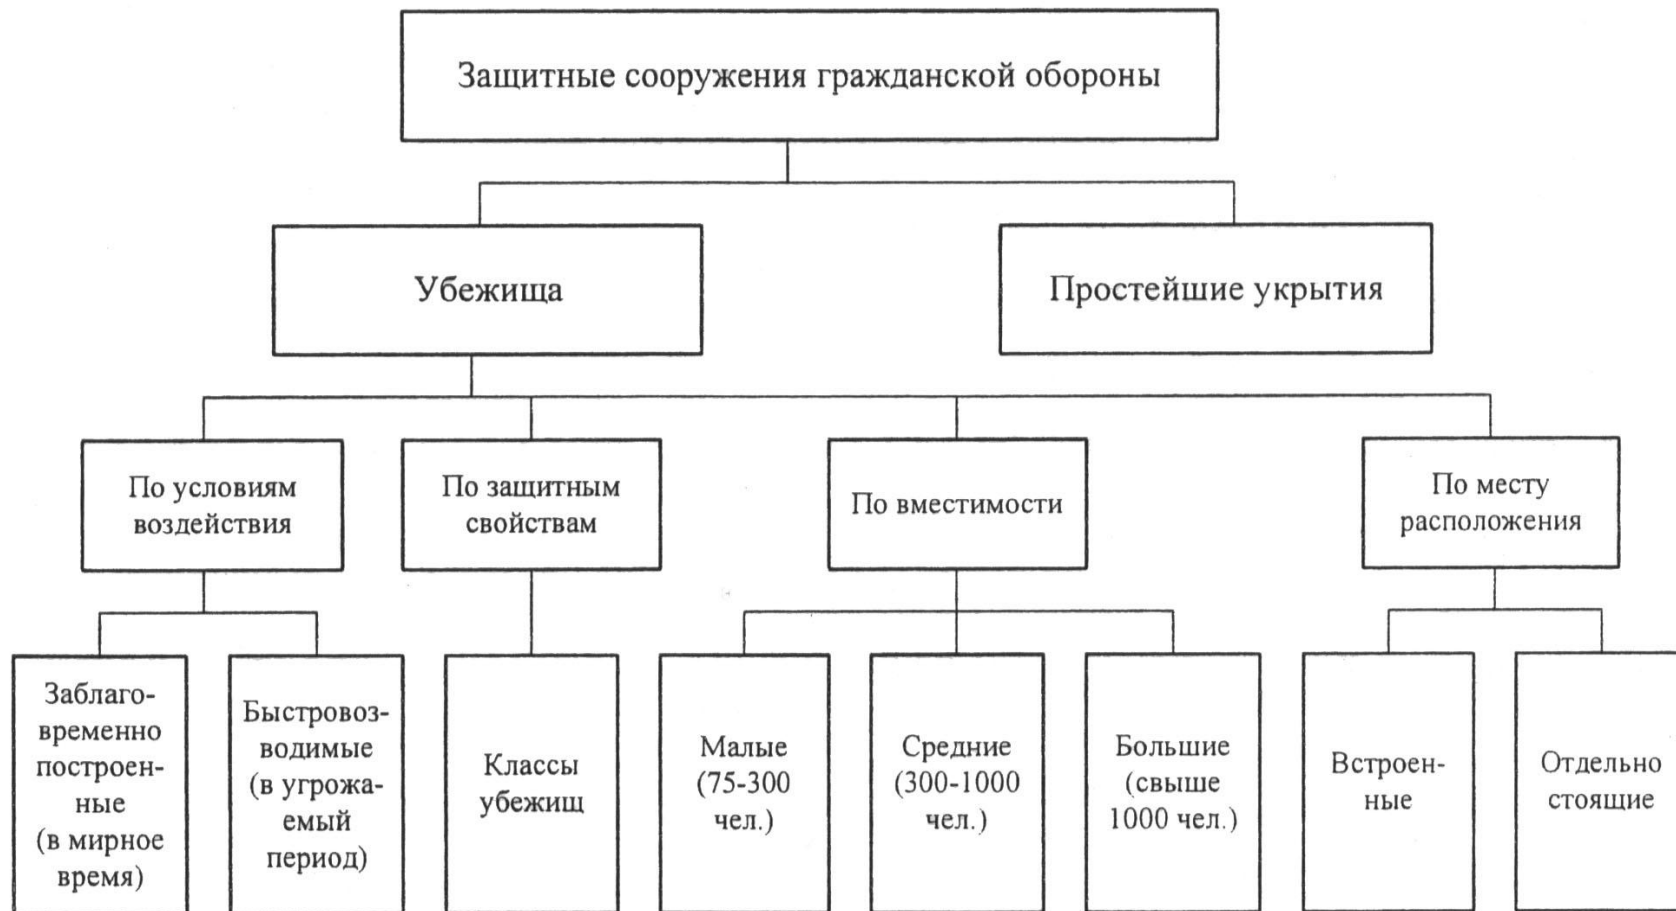 Защитные сооружения гражданской обороны
Убежища
Простейшие укрытия
По условиям
воздействия
По защитным
свойствам
По вместимости
По месту
расположения
Заблаго-
временно
построен-
ные
(в мирное
время)
Быстровоз-
водимые
(в угрожа-
емый
период)
Классы
убежищ
Малые
(75-300
чел.)
Средние
(300-1000
чел.)
Большие
(свыше
1000 чел.)
Встроен-
ные
Отдельно
стоящие